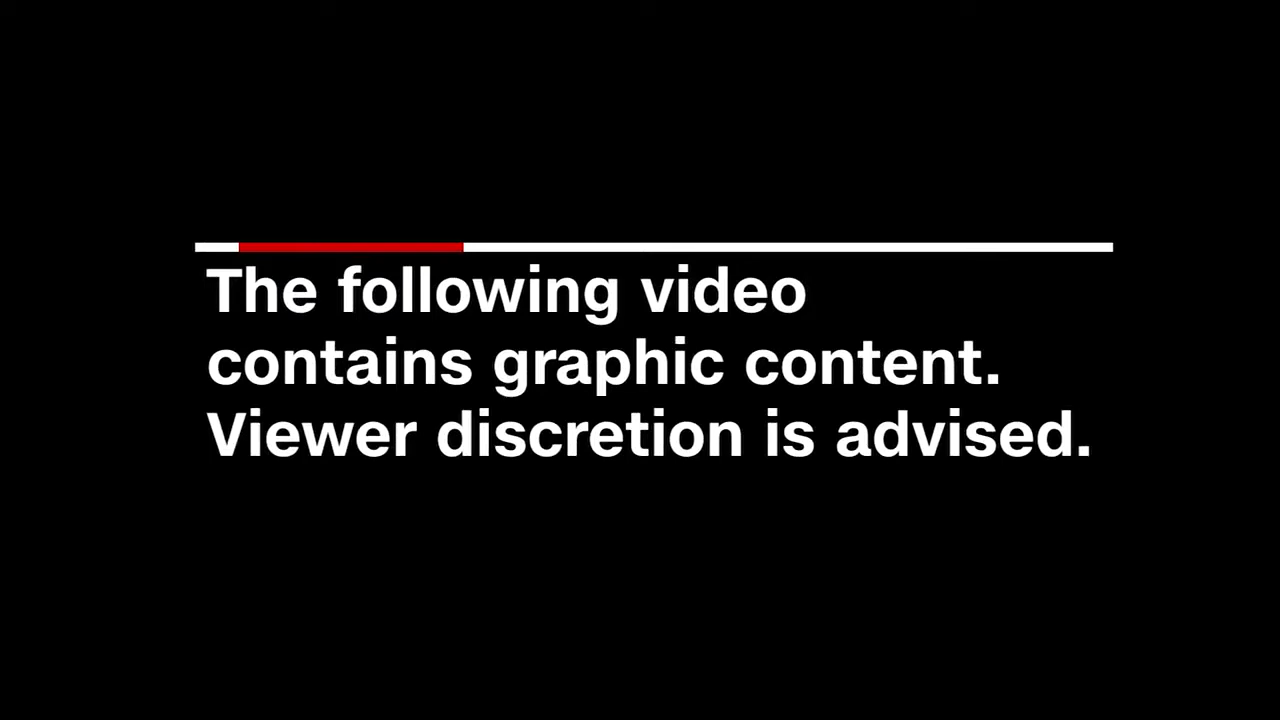 The following video
contains graphic content.
Viewer discretion is advised.